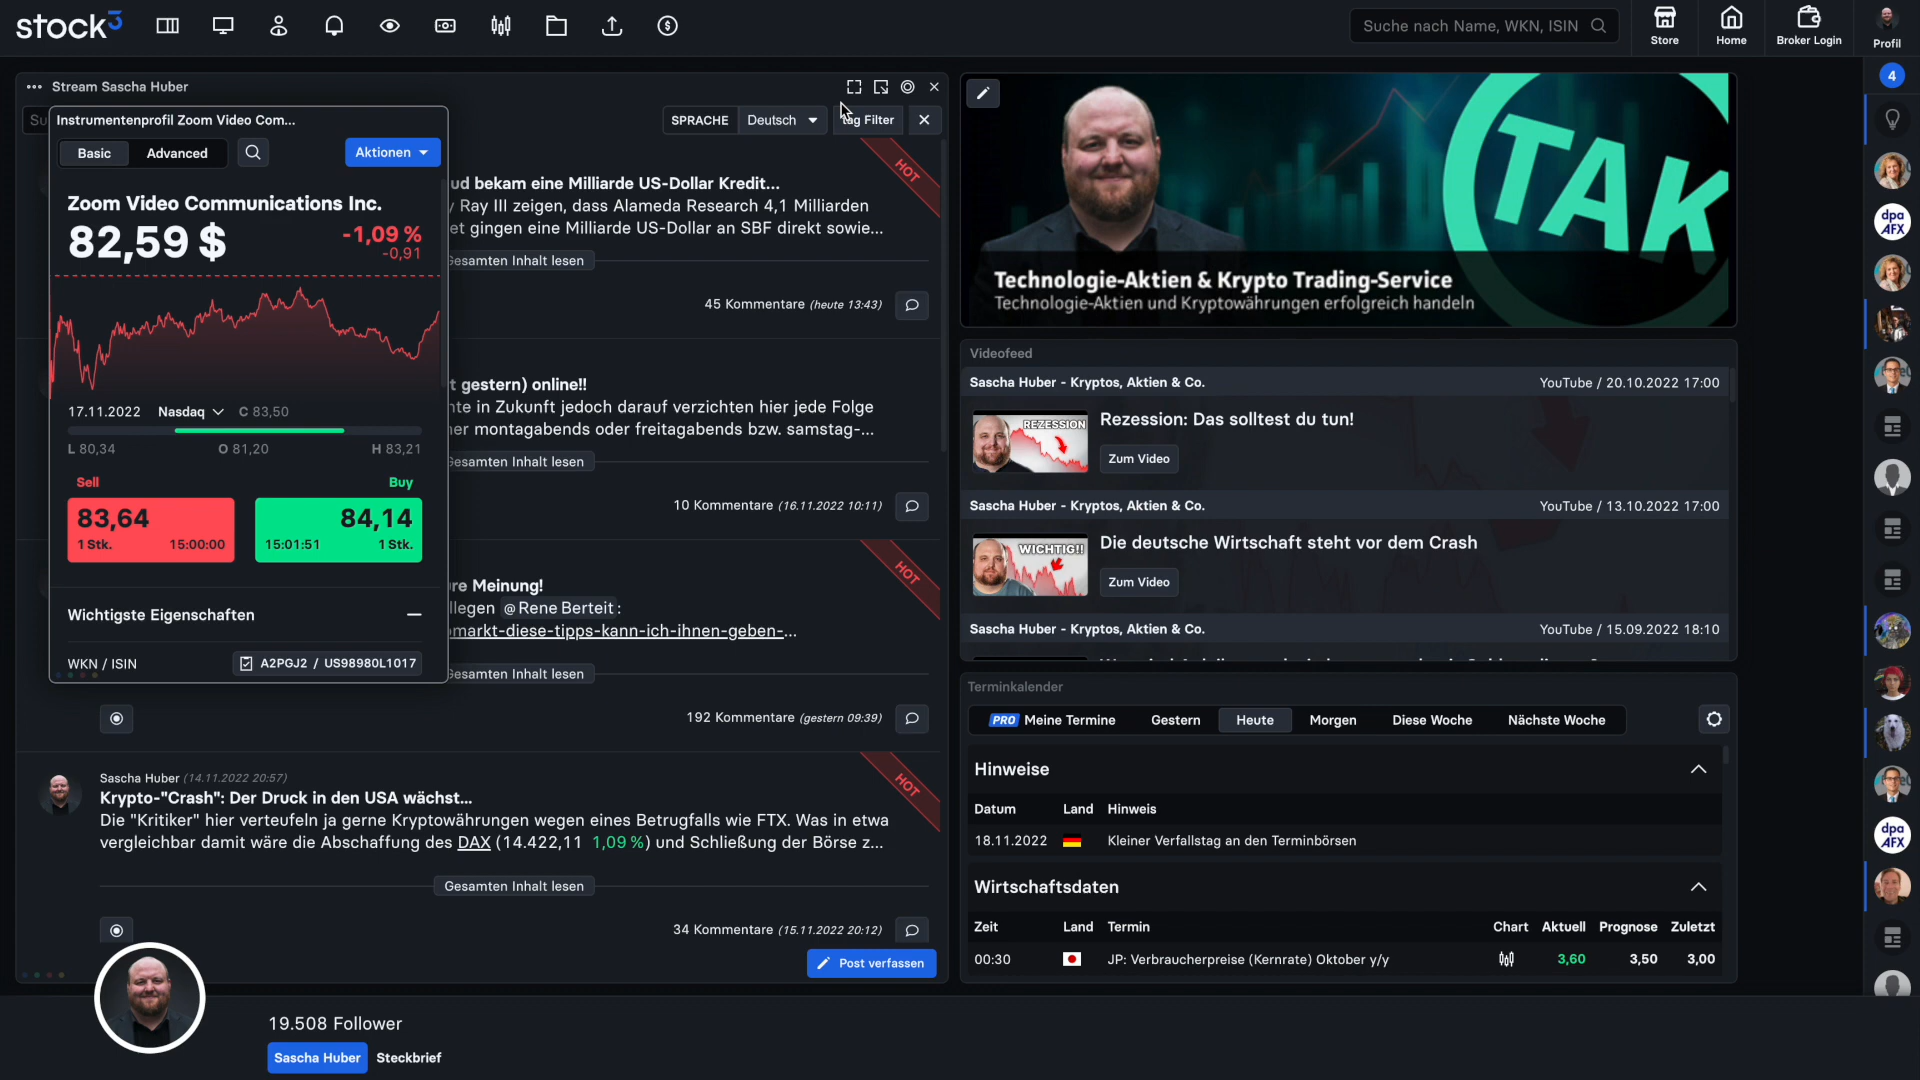 stock3
Suche nach Name, WKN, ISIN
Store
Home
Broker Login
Profil
4
Stream Sascha Huber
SPRACHE
Deutsch
Tag Filter
Su
Instrumentenprofil Zoom Video Com...
Basic
Advanced
Aktionen
Zoom Video Communications Inc.
82,59 $
-1,09 %
-0,91
17.11.2022 Nasdaq C 83,50
L 80,34 O 81,20 H 83,21
Sell
Buy
83,64
1 Stk. 15:00:00
84,14
15:01:51 1 Stk.
Wichtigste Eigenschaften
WKN / ISIN
A2PGJ2 / US98980L1017
HOT
ud bekam eine Milliarde US-Dollar Kredit...
y Ray III zeigen, dass Alameda Research 4,1 Milliarden
et gingen eine Milliarde US-Dollar an SBF direkt sowie...
Gesamten Inhalt lesen
45 Kommentare (heute 13:43)
t gestern) online!!
nte in Zukunft jedoch darauf verzichten hier jede Folge
er montagabends oder freitagabends bzw. samstag-...
Gesamten Inhalt lesen
10 Kommentare (16.11.2022 10:11)
HOT
re Meinung!
llegen @Rene Berteit :
omarkt-diese-tipps-kann-ich-ihnen-geben-...
Gesamten Inhalt lesen
192 Kommentare (gestern 09:39)
HOT
Sascha Huber (14.11.2022 20:57)
Krypto-"Crash": Der Druck in den USA wächst...
Die "Kritiker" hier verteufeln ja gerne Kryptowährungen wegen eines Betrugfalls wie FTX. Was in etwa
vergleichbar damit wäre die Abschaffung des DAX (14.422,11 1,09 %) und Schließung der Börse z...
Gesamten Inhalt lesen
34 Kommentare (15.11.2022 20:12)
Post verfassen
TAK
Technologie-Aktien & Krypto Trading-Service
Technologie-Aktien und Kryptowährungen erfolgreich handeln
Videofeed
Sascha Huber - Kryptos, Aktien & Co.
YouTube / 20.10.2022 17:00
REZESSION
Rezession: Das solltest du tun!
Zum Video
Sascha Huber - Kryptos, Aktien & Co.
YouTube / 13.10.2022 17:00
WICHTIG!!
Die deutsche Wirtschaft steht vor dem Crash
Zum Video
Sascha Huber - Kryptos, Aktien & Co.
YouTube / 15.09.2022 18:10
Terminkalender
PRO Meine Termine
Gestern
Heute
Morgen
Diese Woche
Nächste Woche
Hinweise
Datum Land Hinweis
18.11.2022 Kleiner Verfallstag an den Terminbörsen
Wirtschaftsdaten
Zeit Land Termin Chart Aktuell Prognose Zuletzt
00:30 JP: Verbraucherpreise (Kernrate) Oktober y/y 3,60 3,50 3,00
dpa
AFX
dpa
AFX
19.508 Follower
Sascha Huber
Steckbrief